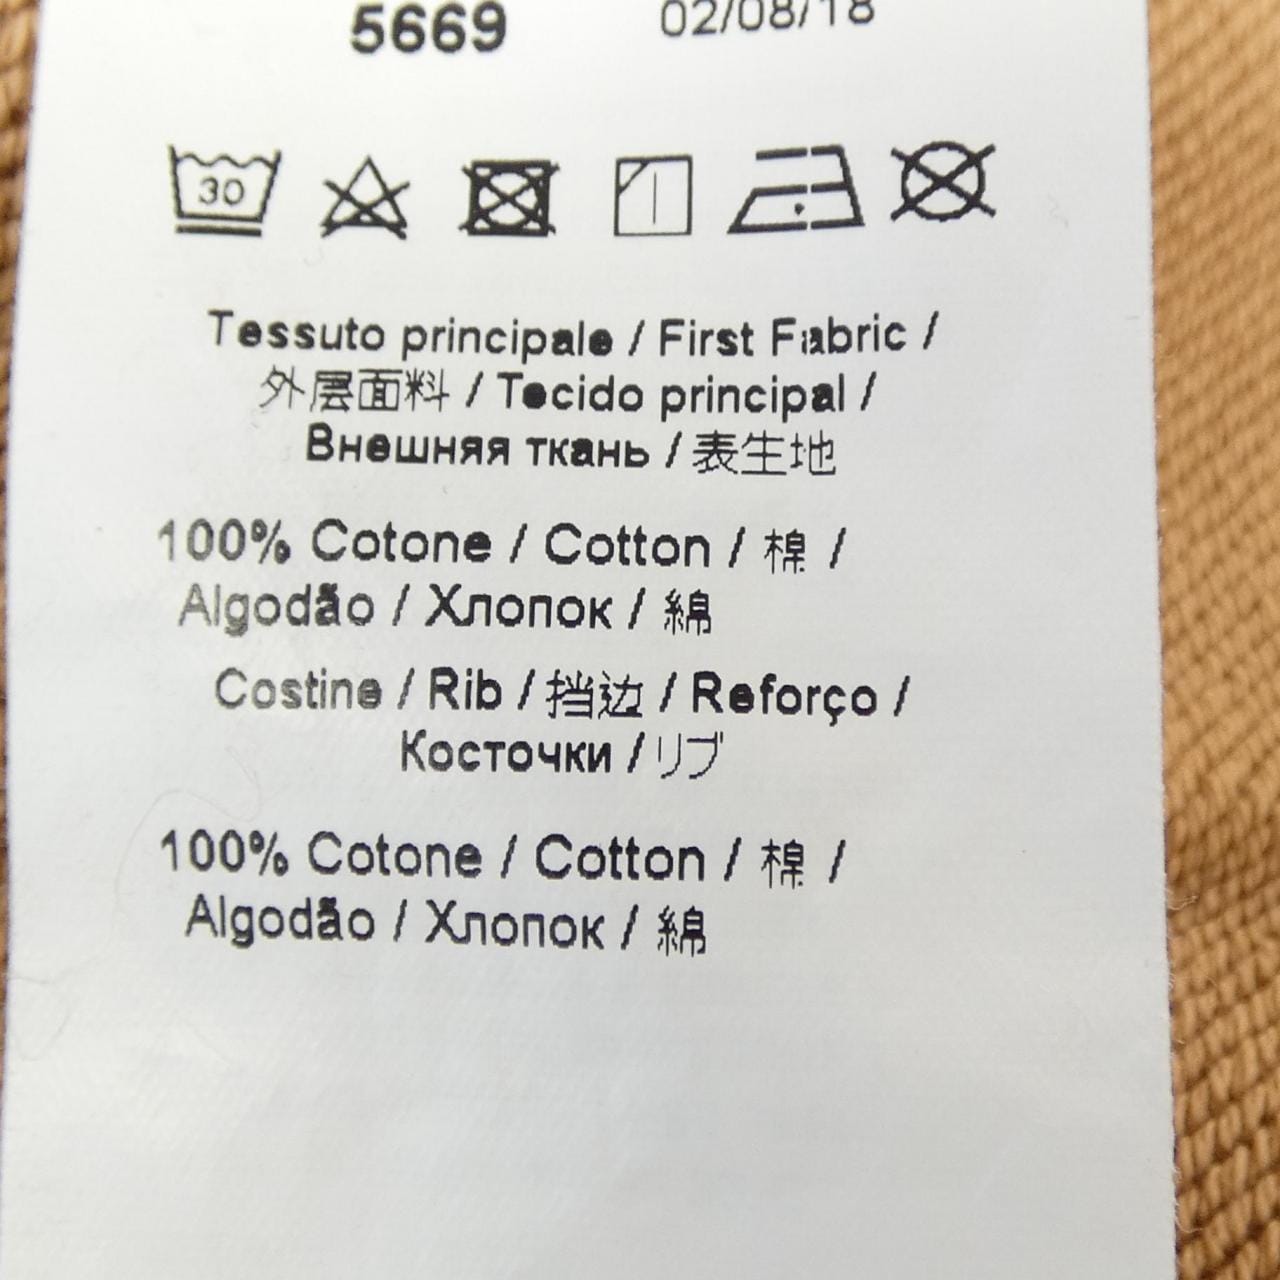 5669 02/08/18
30
Tessuto principale / First Fabric /
外层面料 / Tecido principal /
Внешняя ткань / 表生地
100% Cotone / Cotton / 棉 /
Algodão / Хлопок / 綿
Costine / Rib / 挡边 / Reforço /
Косточки / リブ
100% Cotone / Cotton / 棉 /
Algodão / Хлопок / 綿